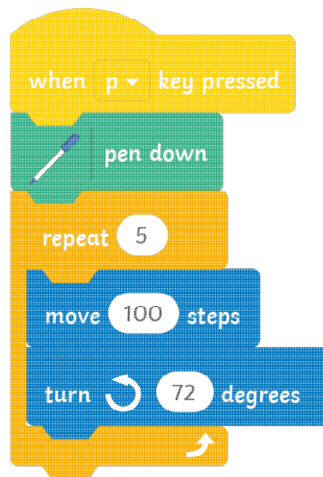 when p key pressed
pen down
repeat 5
move 100 steps
turn 72 degrees